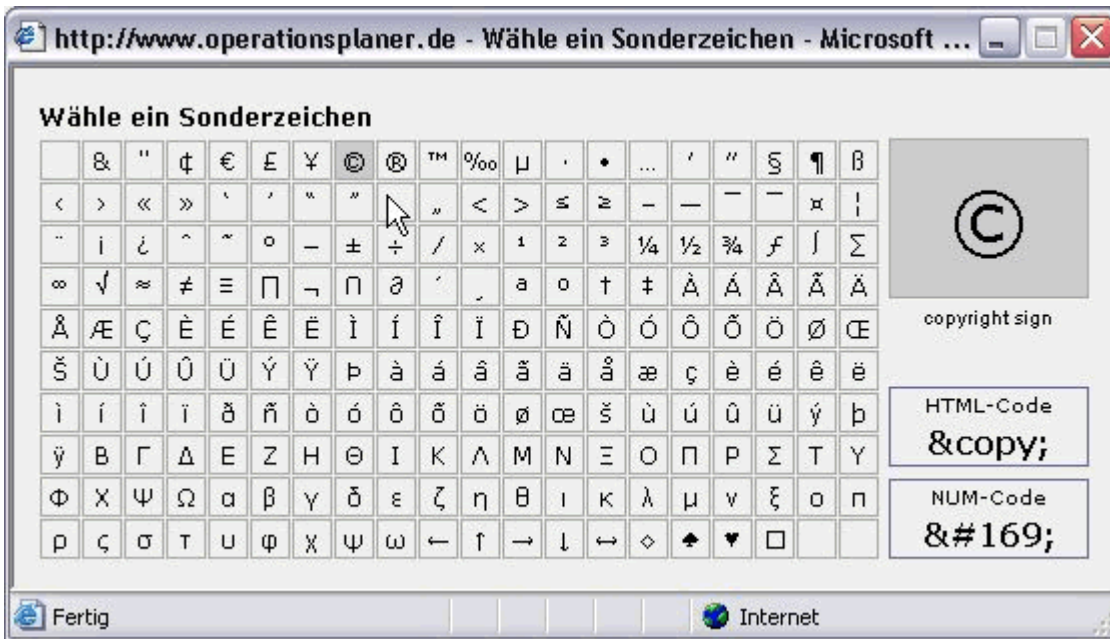 http://www.operationsplaner.de - Wähle ein Sonderzeichen - Microsoft ...
Wähle ein Sonderzeichen
& " ¢ € £ ¥ © ® ™ ‰ µ · • … ′ ″ § ¶ ß
‹ › « » ‘ ’ “ ” „ < > ≤ ≥ – — ¯ ‾ ¤ ¦
¨ ¡ ¿ ˆ ˜ ° − ± ÷ ⁄ × ¹ ² ³ ¼ ½ ¾ ƒ ∫ ∑
∞ √ ≈ ≠ ≡ ∏ ¬ ∩ ∂ ´ ¸ ª º † ‡ À Á Â Ã Ä
Å Æ Ç È É Ê Ë Ì Í Î Ï Ð Ñ Ò Ó Ô Õ Ö Ø Œ
Š Ù Ú Û Ü Ý Ÿ Þ à á â ã ä å æ ç è é ê ë
ì í î ï ð ñ ò ó ô õ ö ø œ š ù ú û ü ý þ
ÿ Β Γ Δ Ε Ζ Η Θ Ι Κ Λ Μ Ν Ξ Ο Π Ρ Σ Τ Υ
Φ Χ Ψ Ω α β γ δ ε ζ η θ ι κ λ μ ν ξ ο π
ρ ς σ τ υ φ χ ψ ω ← ↑ → ↓ ↔ ◊ ♠ ♥ □
©
copyright sign
HTML-Code
&copy;
NUM-Code
&#169;
Fertig
Internet